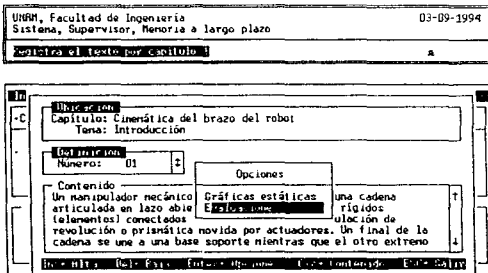 UNAM, Facultad de Ingeniería 03-09-1994
Sistema, Supervisor, Memoria a largo plazo
Registra el texto por capítulo
Ubicación
Capítulo: Cinemática del brazo del robot
Tema: Introducción
Definición
Número: 01
Opciones
Gráficas estáticas
Contenido
Un manipulador mecánico una cadena
articulada en lazo abie rígidos
(elementos) conectados ulación de
revolución o prismática movida por actuadores. Un final de la
cadena se une a una base soporte mientras que el otro extremo